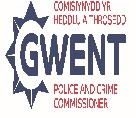 COMISIYNYDD YR
HEDDLU A THROSEDD
GWENT
POLICE AND CRIME
COMMISSIONER